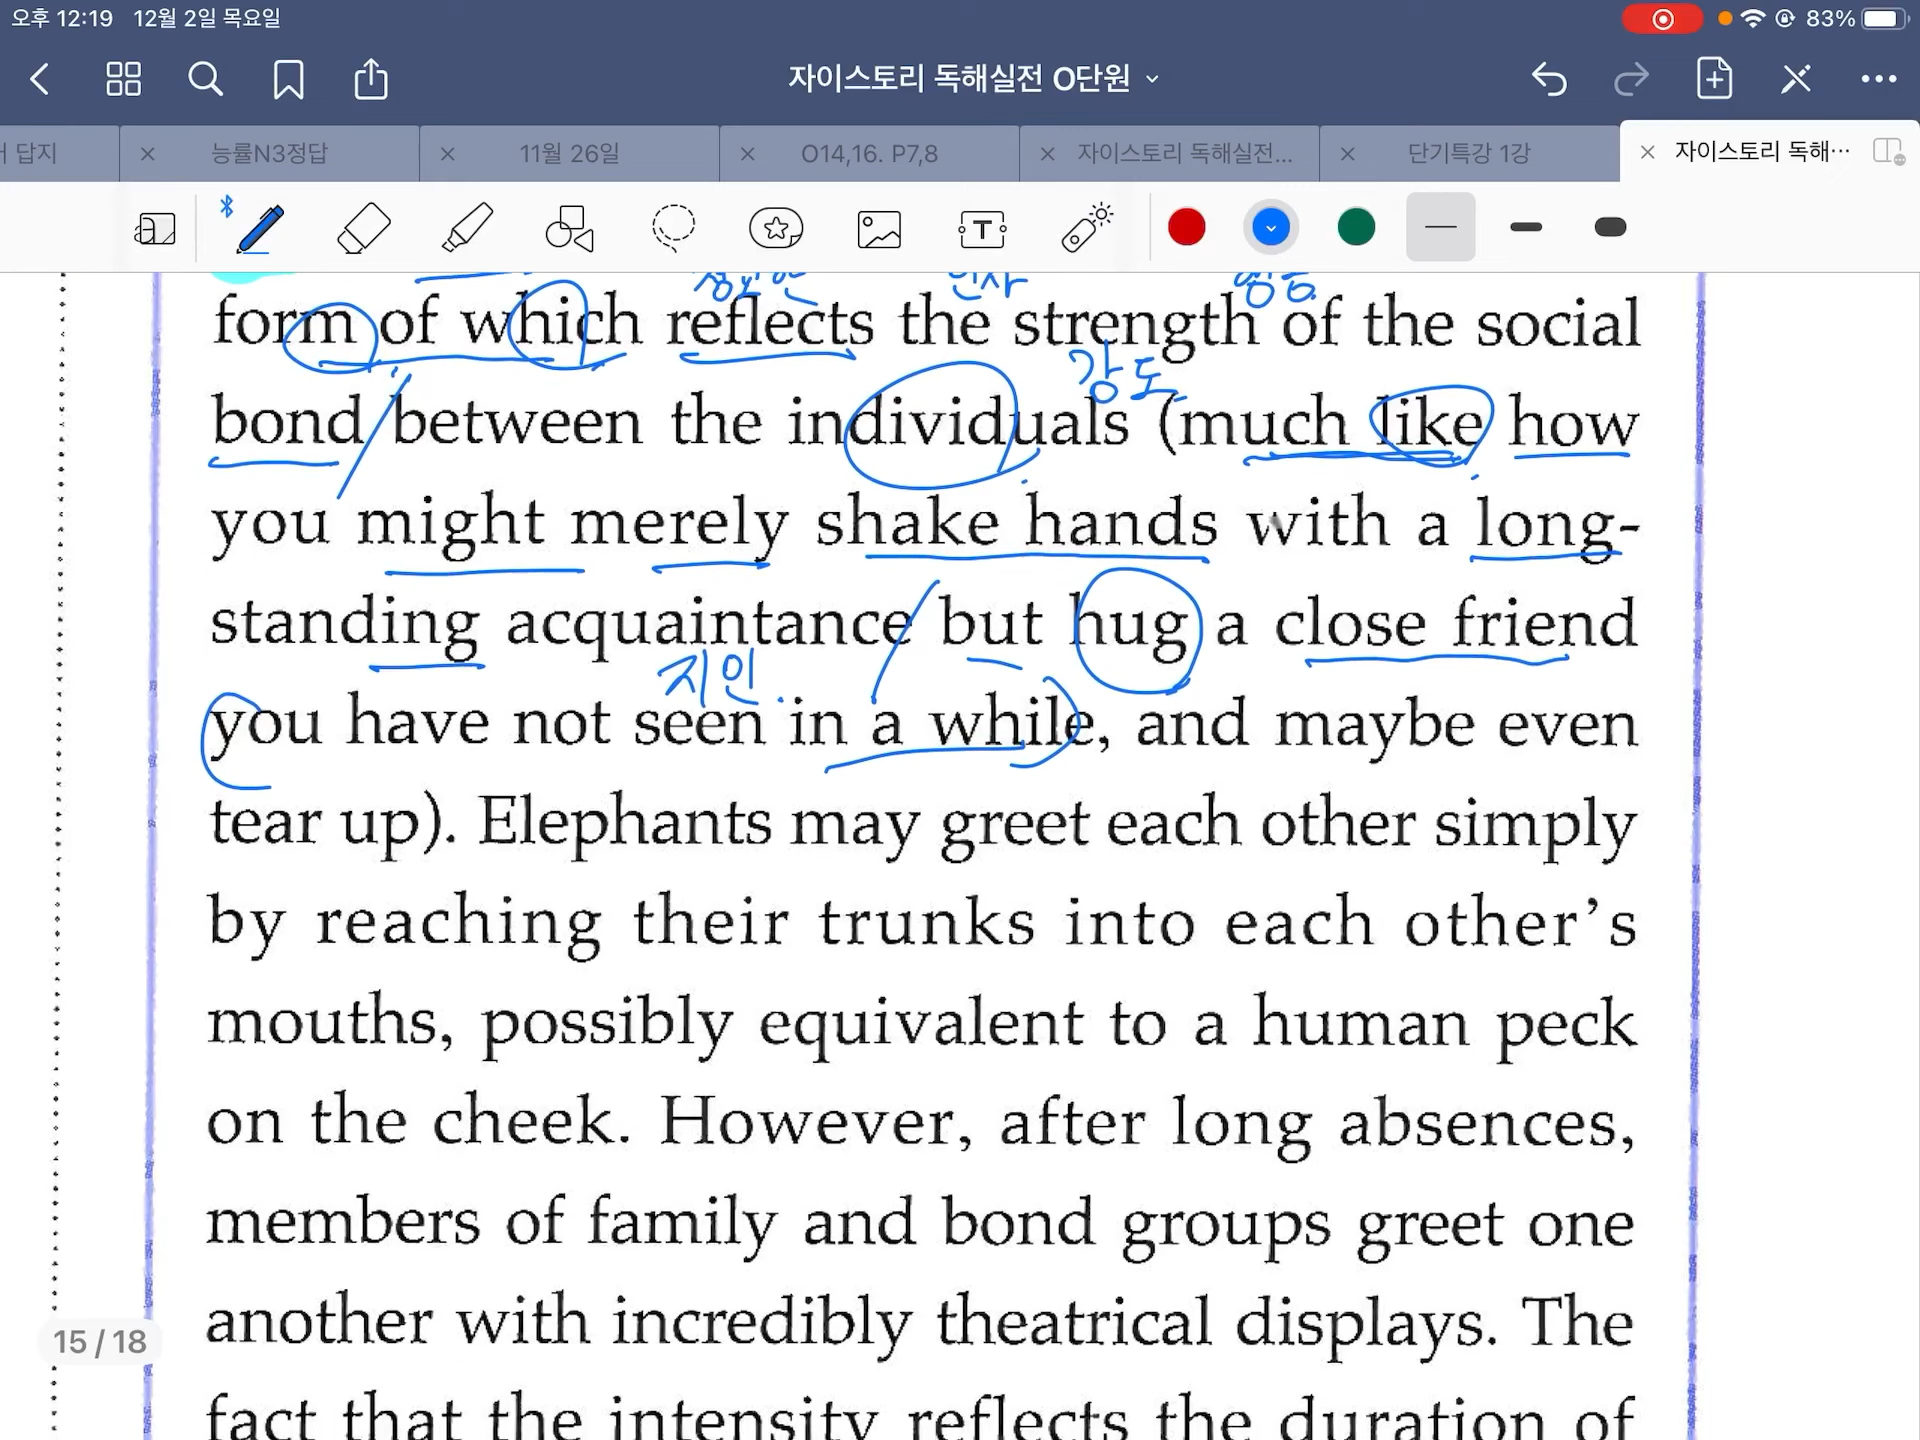 오후 12:19 12월 2일 목요일 83%
자이스토리 독해실전 O단원
답지 능률N3정답 11월 26일 O14,16. P7,8 자이스토리 독해실전... 단기특강 1강 자이스토리 독해...
form of which reflects the strength of the social
강도
bond between the individuals (much like how
you might merely shake hands with a long-
standing acquaintance but hug a close friend
지인
you have not seen in a while, and maybe even
tear up). Elephants may greet each other simply
by reaching their trunks into each other’s
mouths, possibly equivalent to a human peck
on the cheek. However, after long absences,
members of family and bond groups greet one
another with incredibly theatrical displays. The
fact that the intensity reflects the duration of
15 / 18